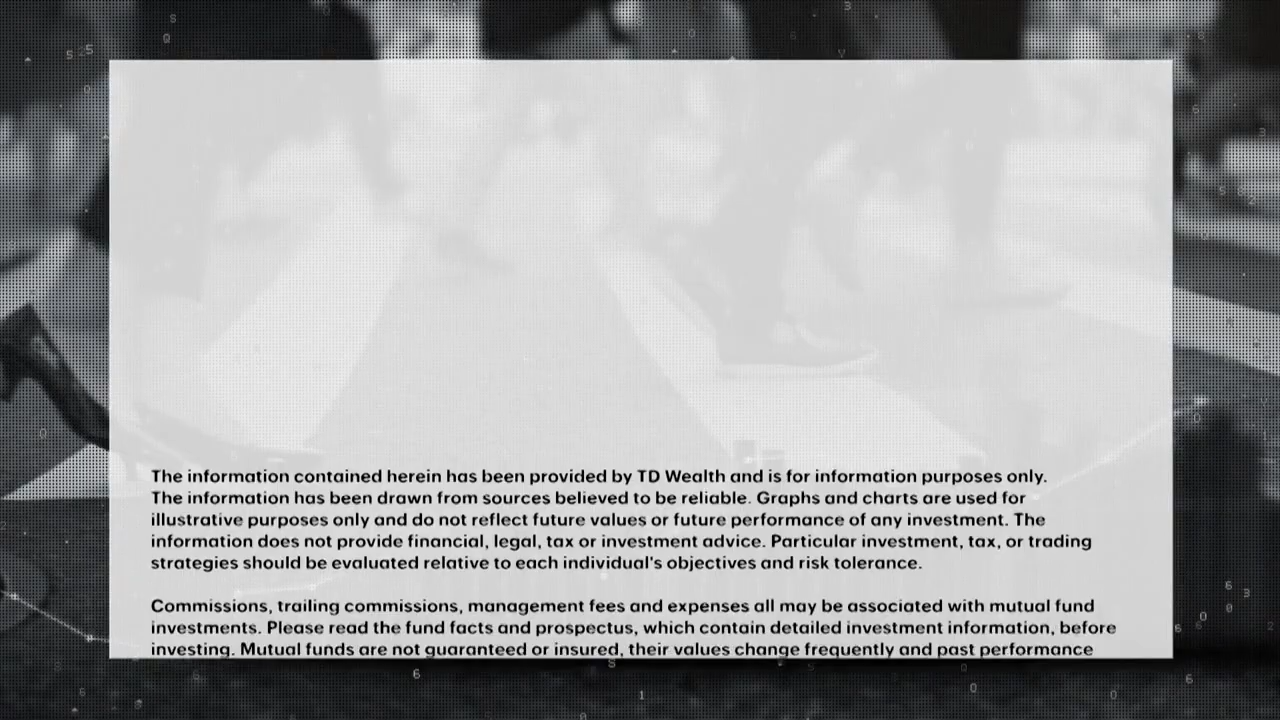 The information contained herein has been provided by TD Wealth and is for information purposes only.
The information has been drawn from sources believed to be reliable. Graphs and charts are used for
illustrative purposes only and do not reflect future values or future performance of any investment. The
information does not provide financial, legal, tax or investment advice. Particular investment, tax, or trading
strategies should be evaluated relative to each individual's objectives and risk tolerance.
Commissions, trailing commissions, management fees and expenses all may be associated with mutual fund
investments. Please read the fund facts and prospectus, which contain detailed investment information, before
investing. Mutual funds are not guaranteed or insured, their values change frequently and past performance